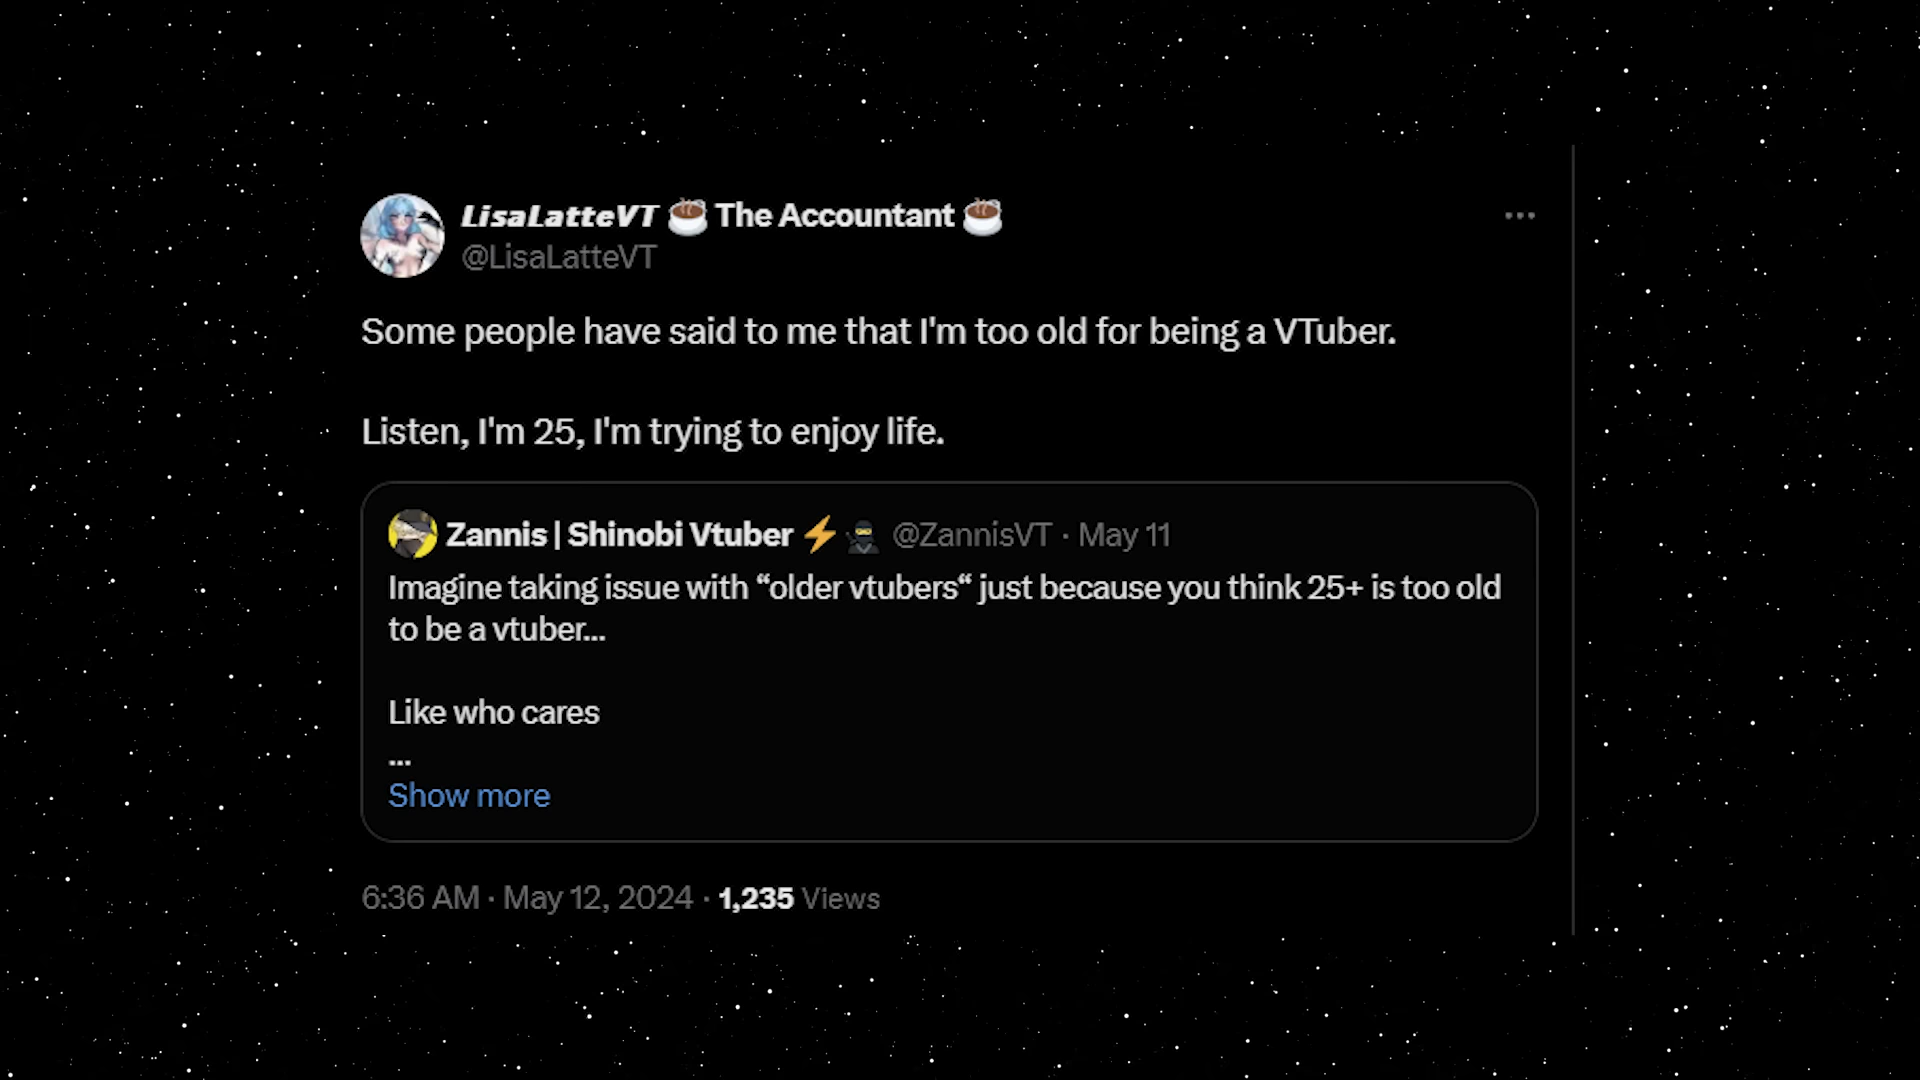 LisaLatteVT ☕ The Accountant ☕
@LisaLatteVT
Some people have said to me that I'm too old for being a VTuber.
Listen, I'm 25, I'm trying to enjoy life.
Zannis | Shinobi Vtuber ⚡🥷 @ZannisVT · May 11
Imagine taking issue with “older vtubers“ just because you think 25+ is too old
to be a vtuber...
Like who cares
...
Show more
6:36 AM · May 12, 2024 · 1,235 Views